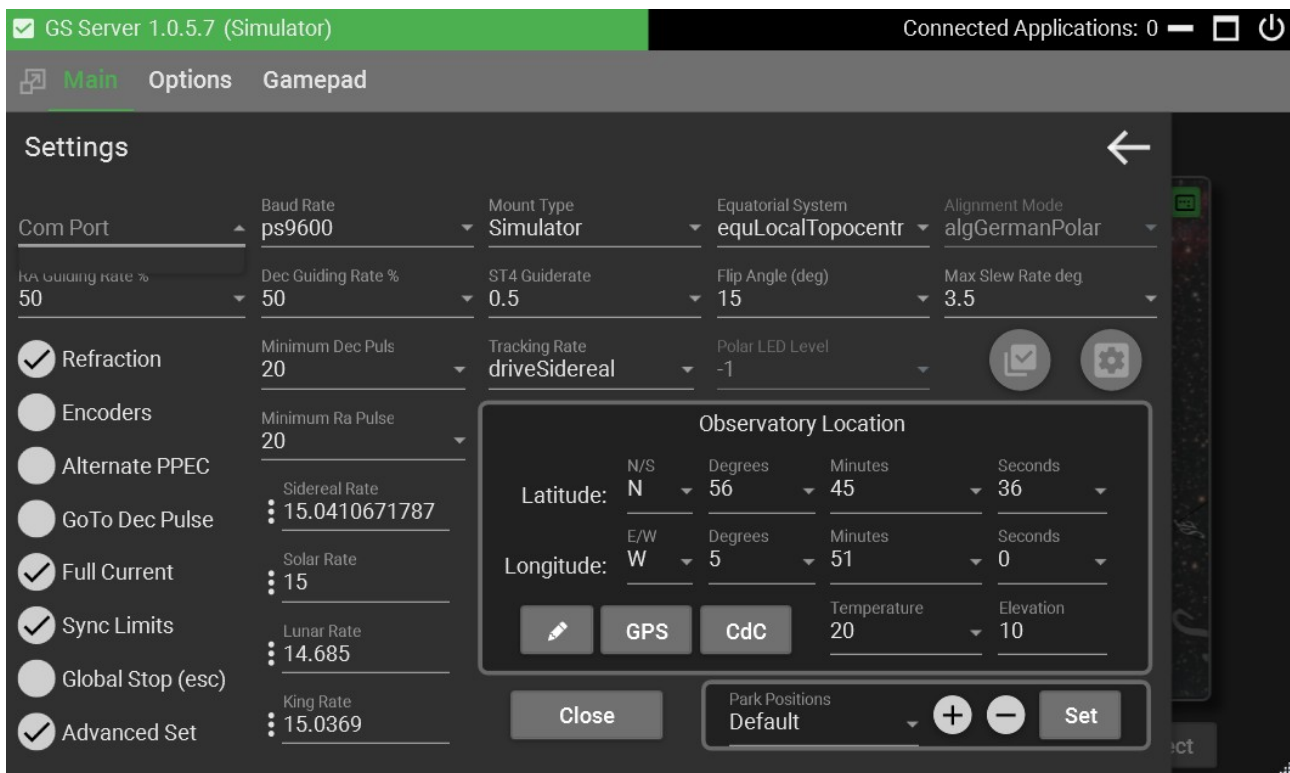 GS Server 1.0.5.7 (Simulator)
Connected Applications: 0
Main Options Gamepad
Settings
Com Port
Baud Rate
ps9600
Mount Type
Simulator
Equatorial System
equLocalTopocentr
Alignment Mode
algGermanPolar
RA Guiding Rate %
50
Dec Guiding Rate %
50
ST4 Guiderate
0.5
Flip Angle (deg)
15
Max Slew Rate deg
3.5
Refraction
Encoders
Alternate PPEC
GoTo Dec Pulse
Full Current
Sync Limits
Global Stop (esc)
Advanced Set
Minimum Dec Puls
20
Tracking Rate
driveSidereal
Polar LED Level
-1
Minimum Ra Pulse
20
Sidereal Rate
15.0410671787
Solar Rate
15
Lunar Rate
14.685
King Rate
15.0369
Observatory Location
Latitude:
N/S
N
Degrees
56
Minutes
45
Seconds
36
Longitude:
E/W
W
Degrees
5
Minutes
51
Seconds
0
GPS
CdC
Temperature
20
Elevation
10
Close
Park Positions
Default
Set
ect